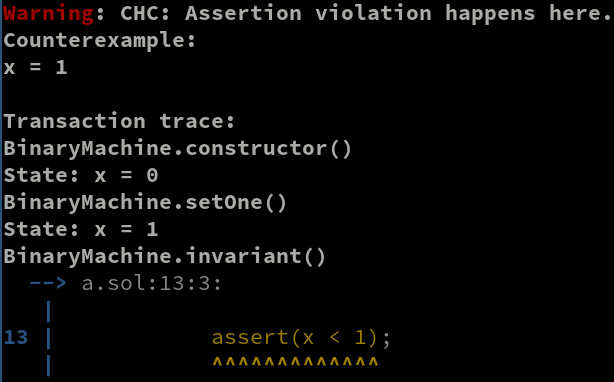 Warning: CHC: Assertion violation happens here.
Counterexample:
x = 1
Transaction trace:
BinaryMachine.constructor()
State: x = 0
BinaryMachine.setOne()
State: x = 1
BinaryMachine.invariant()
--> a.sol:13:3:
|
13 | assert(x < 1);
| ^^^^^^^^^^^^^